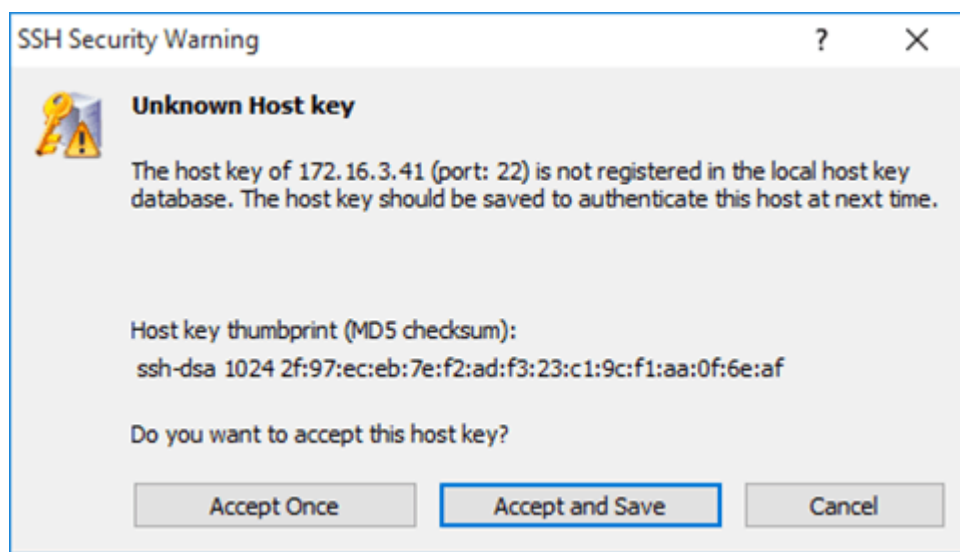 SSH Security Warning
?
Unknown Host key
The host key of 172.16.3.41 (port: 22) is not registered in the local host key
database. The host key should be saved to authenticate this host at next time.
Host key thumbprint (MD5 checksum):
ssh-dsa 1024 2f:97:ec:eb:7e:f2:ad:f3:23:c1:9c:f1:aa:0f:6e:af
Do you want to accept this host key?
Accept Once Accept and Save Cancel